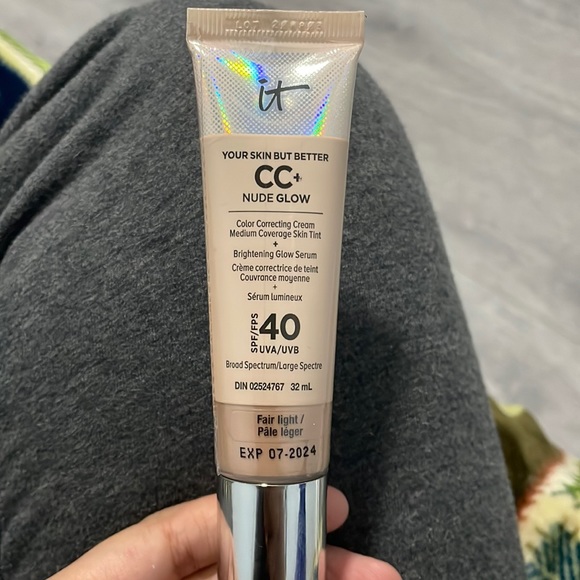 LOT
it
YOUR SKIN BUT BETTER
CC+
NUDE GLOW
Color Correcting Cream
Medium Coverage Skin Tint
+
Brightening Glow Serum
Crème correctrice de teint
Couvrance moyenne
+
Sérum lumineux
SPF/FPS 40
UVA/UVB
Broad Spectrum/Large Spectre
DIN 02524767 32 mL
Fair light /
Pâle léger
EXP 07-2024